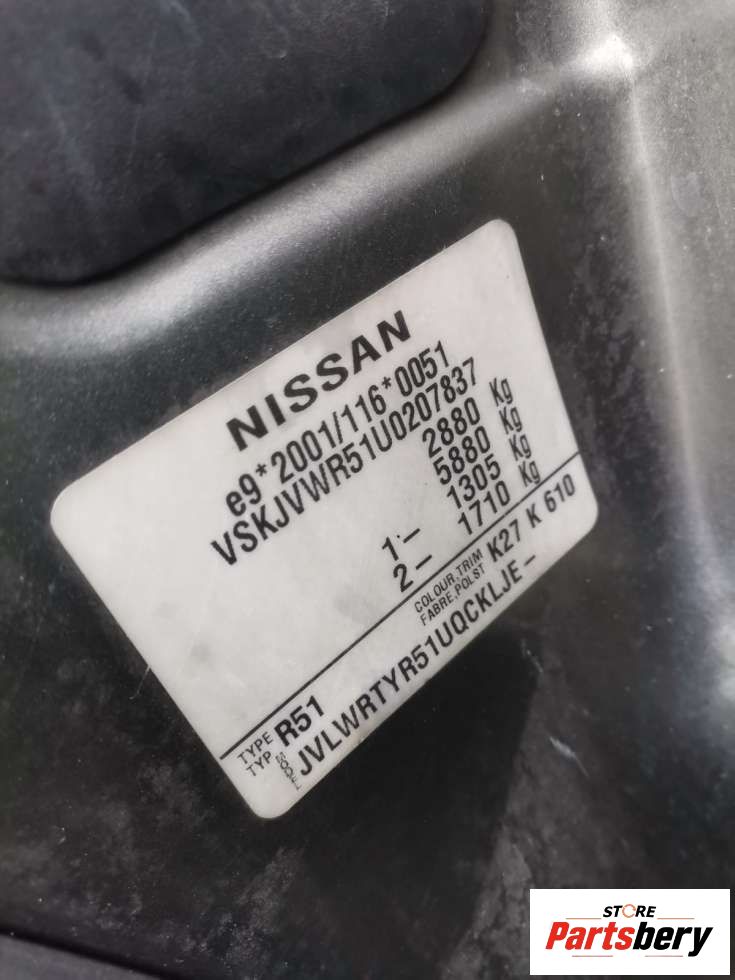 NISSAN
e9*2001/116*0051
VSKJVWR51U0207837
2880 Kg
5880 Kg
1- 1305 Kg
2- 1710 Kg
COLOUR,TRIM
FABRE,POLST K27 K 610
TYPE
TYP R51
JVLWRTYR51UQCKLJE-
STORE
Partsbery